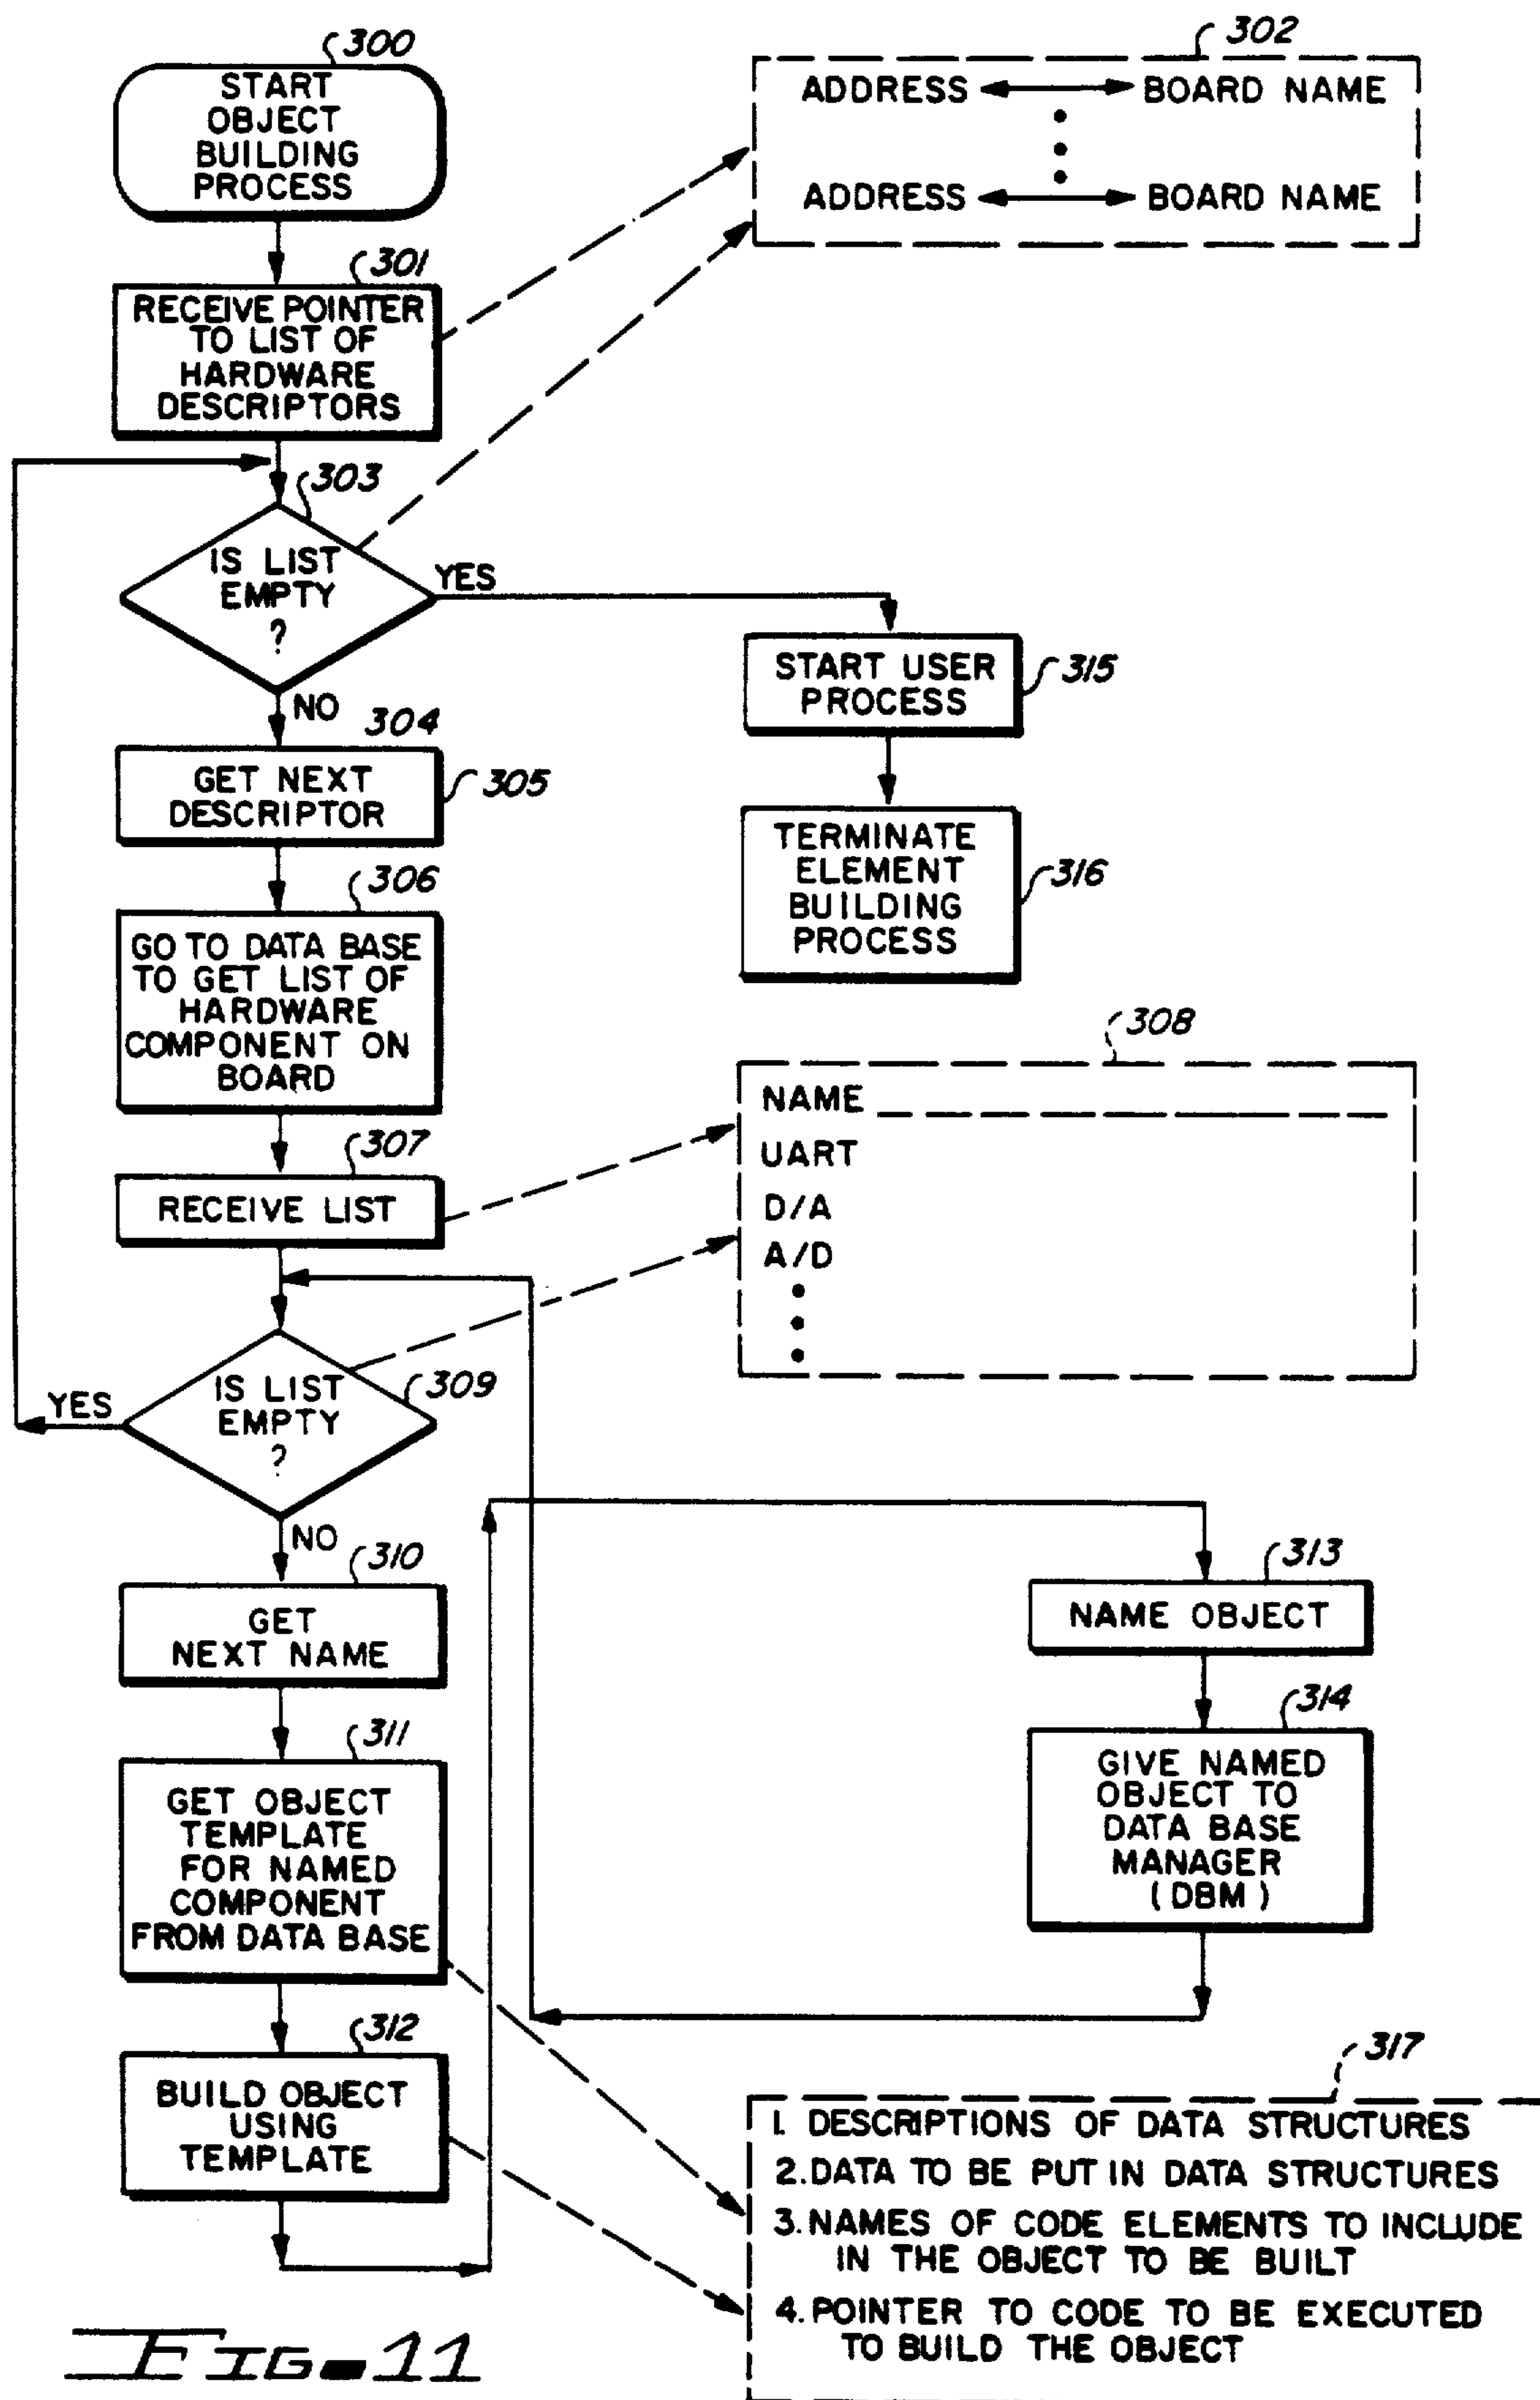 300
START
OBJECT
BUILDING
PROCESS
302
ADDRESS BOARD NAME
ADDRESS BOARD NAME
301
RECEIVE POINTER
TO LIST OF
HARDWARE
DESCRIPTORS
303
IS LIST
EMPTY
?
YES
NO
315
START USER
PROCESS
304
GET NEXT
DESCRIPTOR
305
316
TERMINATE
ELEMENT
BUILDING
PROCESS
306
GO TO DATA BASE
TO GET LIST OF
HARDWARE
COMPONENT ON
BOARD
308
NAME
UART
D/A
A/D
307
RECEIVE LIST
309
IS LIST
EMPTY
?
YES
NO
310
GET
NEXT NAME
313
NAME OBJECT
314
GIVE NAMED
OBJECT TO
DATA BASE
MANAGER
(DBM)
311
GET OBJECT
TEMPLATE
FOR NAMED
COMPONENT
FROM DATA BASE
312
BUILD OBJECT
USING
TEMPLATE
317
1. DESCRIPTIONS OF DATA STRUCTURES
2. DATA TO BE PUT IN DATA STRUCTURES
3. NAMES OF CODE ELEMENTS TO INCLUDE
IN THE OBJECT TO BE BUILT
4. POINTER TO CODE TO BE EXECUTED
TO BUILD THE OBJECT
FIG-11